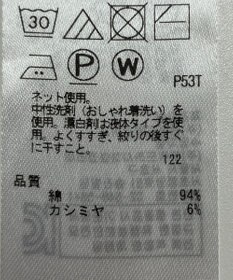 30
P W
P53T
ネット使用。
中性洗剤（おしゃれ着洗い）を
使用。漂白剤は液体タイプを使
用。よくすすぎ、絞りの後すぐ
に干すこと。
122
品質
綿 94%
カシミヤ 6%